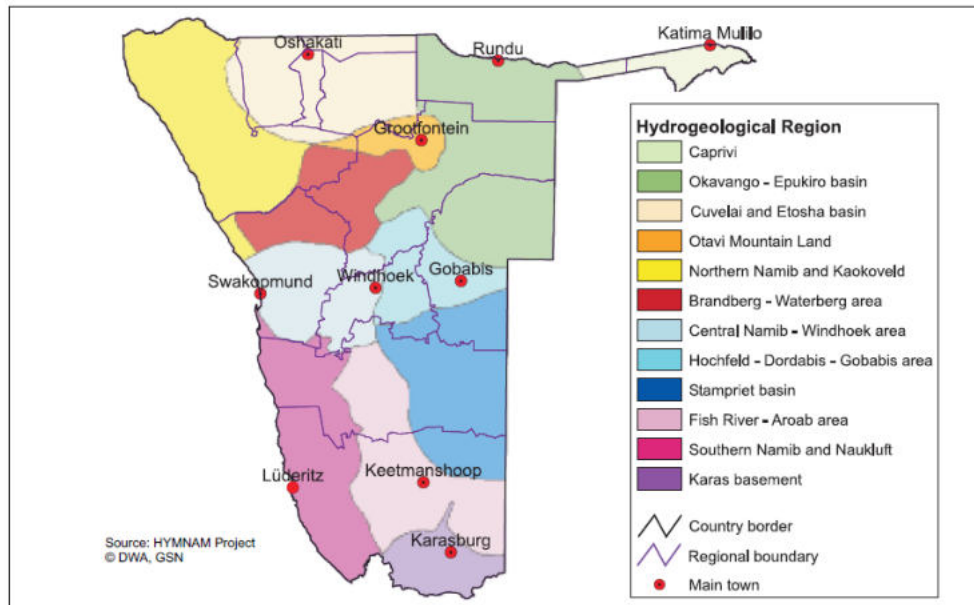 Oshakati
Rundu
Katima Mulilo
Grootfontein
Swakopmund
Windhoek
Gobabis
Lüderitz
Keetmanshoop
Karasburg
Source: HYMNAM Project
© DWA, GSN
Hydrogeological Region
Caprivi
Okavango - Epukiro basin
Cuvelai and Etosha basin
Otavi Mountain Land
Northern Namib and Kaokoveld
Brandberg - Waterberg area
Central Namib - Windhoek area
Hochfeld - Dordabis - Gobabis area
Stampriet basin
Fish River - Aroab area
Southern Namib and Naukluft
Karas basement
Country border
Regional boundary
Main town